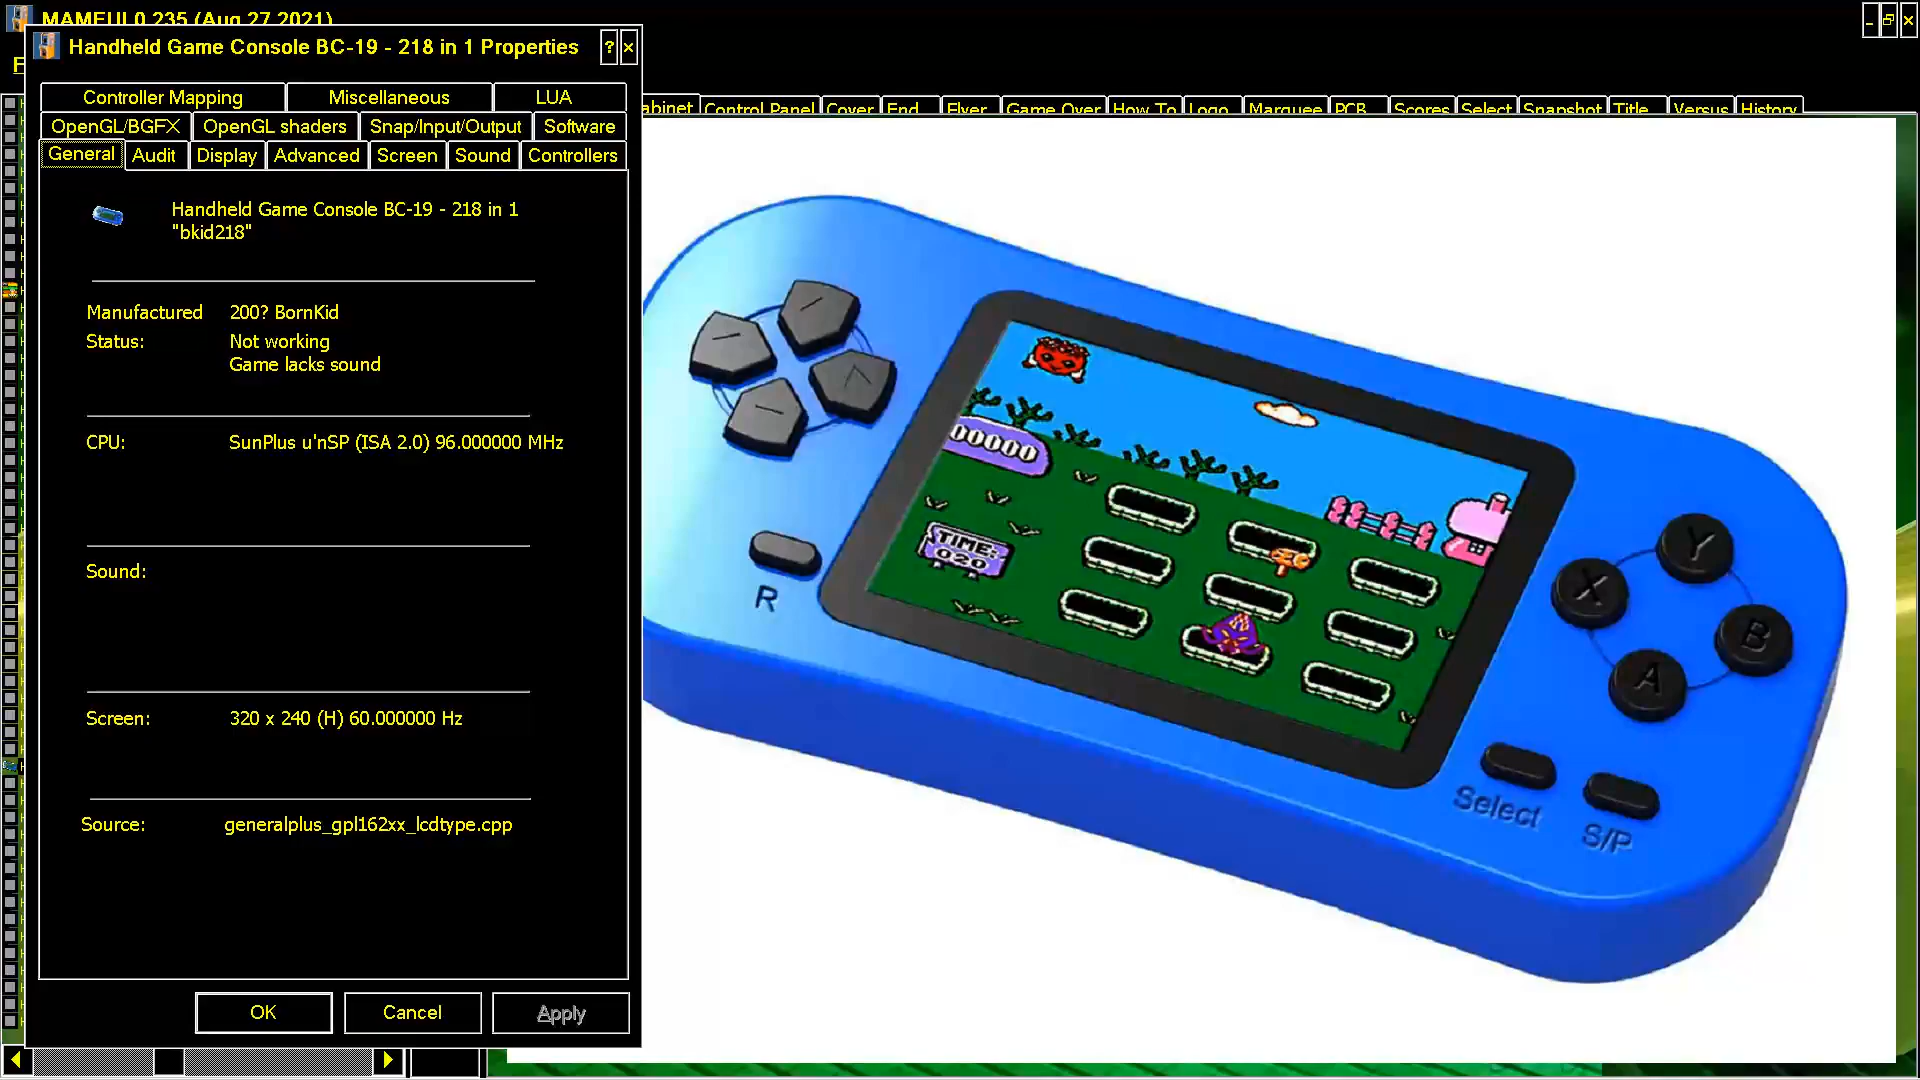 MAMEUI 0.235 (Aug 27 2021)
Handheld Game Console BC-19 - 218 in 1 Properties
?
F
Controller Mapping
Miscellaneous
LUA
OpenGL/BGFX
OpenGL shaders
Snap/Input/Output
Software
General
Audit
Display
Advanced
Screen
Sound
Controllers
abinet
Control Panel
Cover
End
Flyer
Game Over
How To
Logo
Marquee
PCB
Scores
Select
Snapshot
Title
Versus
History
Handheld Game Console BC-19 - 218 in 1
"bkid218"
Manufactured 200? BornKid
Status: Not working
Game lacks sound
CPU: SunPlus u'nSP (ISA 2.0) 96.000000 MHz
Sound:
Screen: 320 x 240 (H) 60.000000 Hz
Source: generalplus_gpl162xx_lcdtype.cpp
OK
Cancel
Apply
00000
TIME:
020
R
Y
X
B
A
Select
S/P